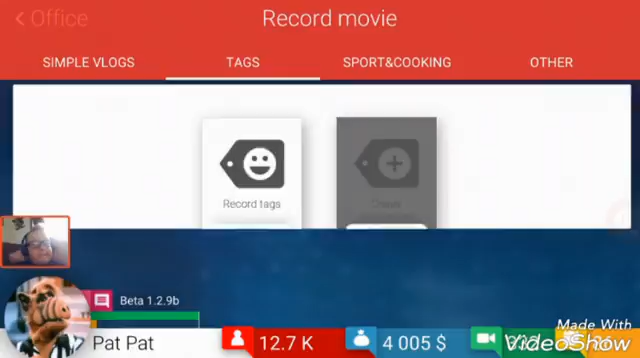 Office
Record movie
SIMPLE VLOGS
TAGS
SPORT&COOKING
OTHER
Record tags
Beta 1.2.9b
Pat Pat
12.7 K
4 005 $
Made With
VideoShow